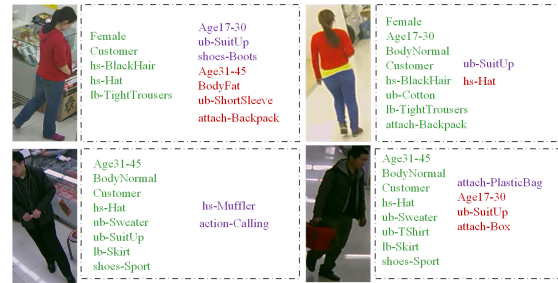 Female
Customer
hs-BlackHair
hs-Hat
lb-TightTrousers
Age17-30
ub-SuitUp
shoes-Boots
Age31-45
BodyFat
ub-ShortSleeve
attach-Backpack
Female
Age17-30
BodyNormal
Customer
hs-BlackHair
ub-Cotton
lb-TightTrousers
attach-Backpack
ub-SuitUp
hs-Hat
Age31-45
BodyNormal
Customer
hs-Hat
ub-Sweater
ub-SuitUp
lb-Skirt
shoes-Sport
hs-Muffler
action-Calling
Age31-45
BodyNormal
Customer
hs-Hat
ub-Sweater
ub-TShirt
lb-Skirt
shoes-Sport
attach-PlasticBag
Age17-30
ub-SuitUp
attach-Box